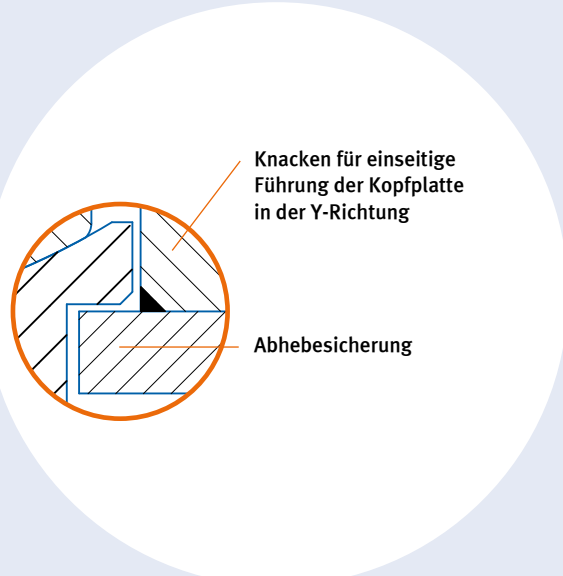 Knacken für einseitige
Führung der Kopfplatte
in der Y-Richtung
Abhebesicherung